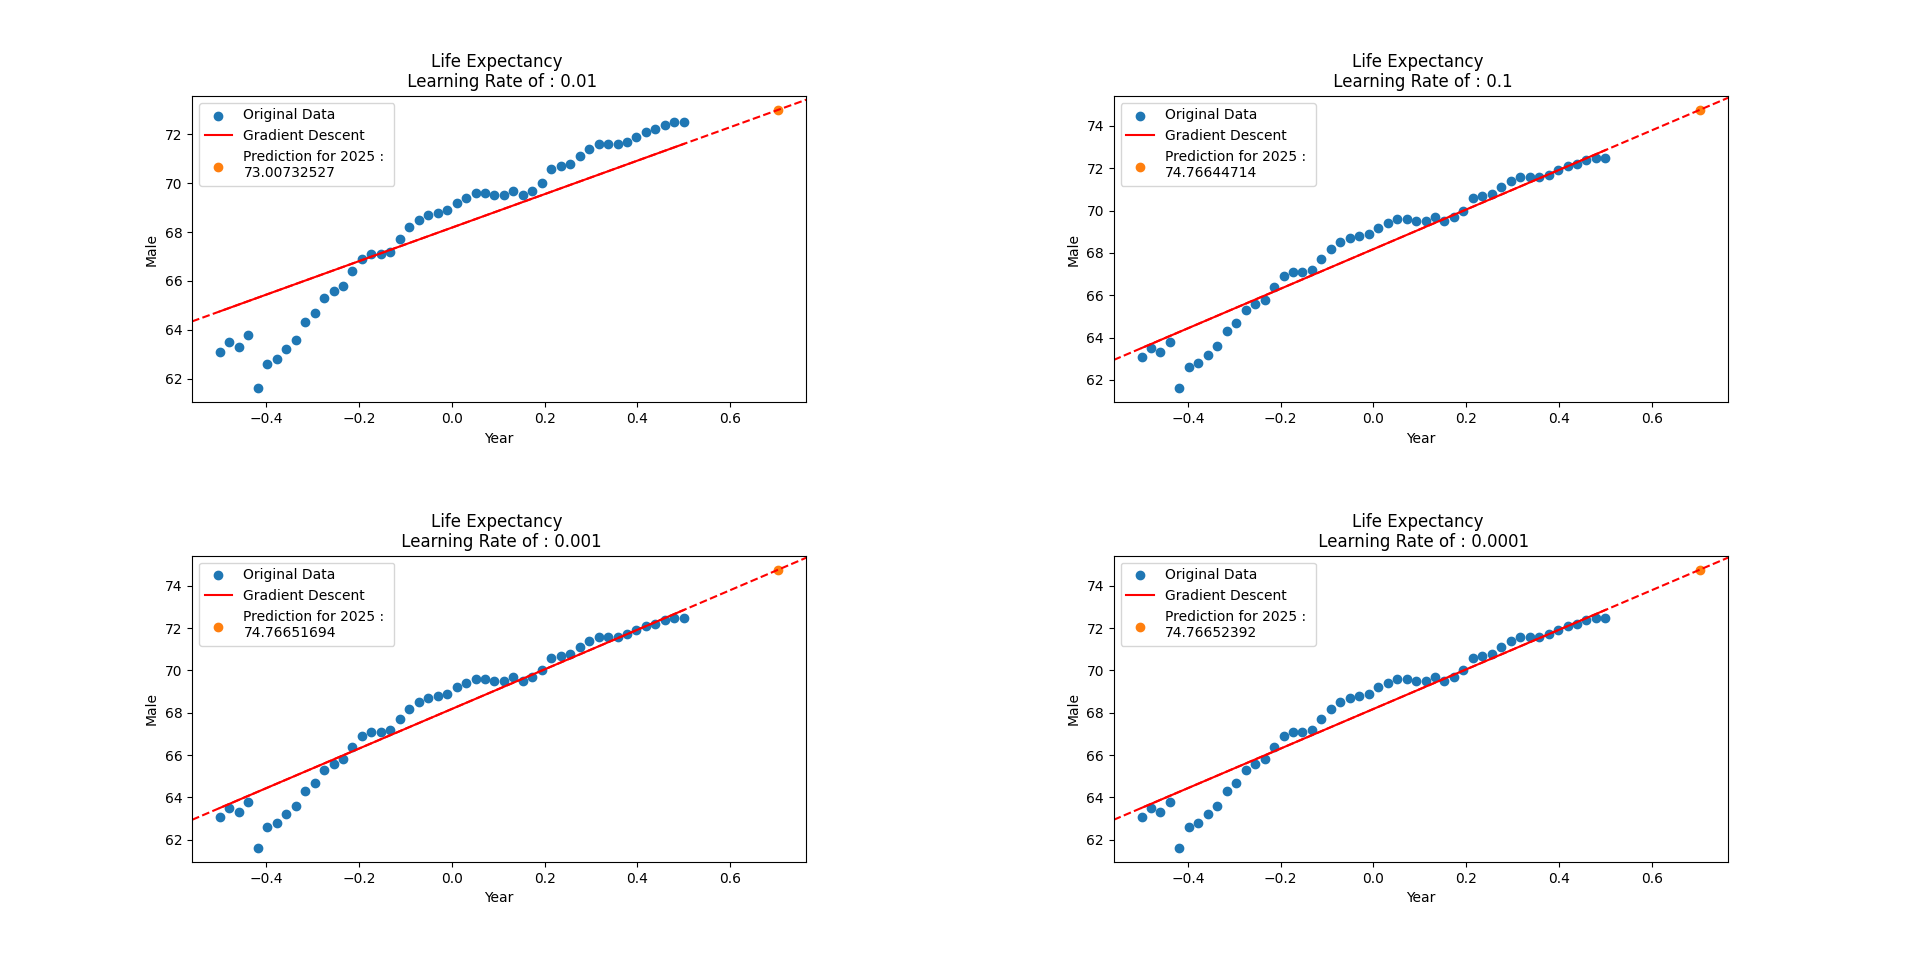 Life Expectancy
Learning Rate of : 0.01
Original Data
Gradient Descent
Prediction for 2025 :
73.00732527
72
70
68
66
64
62
Male
−0.4
−0.2
0.0
0.2
0.4
0.6
Year
Life Expectancy
Learning Rate of : 0.1
Original Data
Gradient Descent
Prediction for 2025 :
74.76644714
74
72
70
68
66
64
62
Male
−0.4
−0.2
0.0
0.2
0.4
0.6
Year
Life Expectancy
Learning Rate of : 0.001
Original Data
Gradient Descent
Prediction for 2025 :
74.76651694
74
72
70
68
66
64
62
Male
−0.4
−0.2
0.0
0.2
0.4
0.6
Year
Life Expectancy
Learning Rate of : 0.0001
Original Data
Gradient Descent
Prediction for 2025 :
74.76652392
74
72
70
68
66
64
62
Male
−0.4
−0.2
0.0
0.2
0.4
0.6
Year